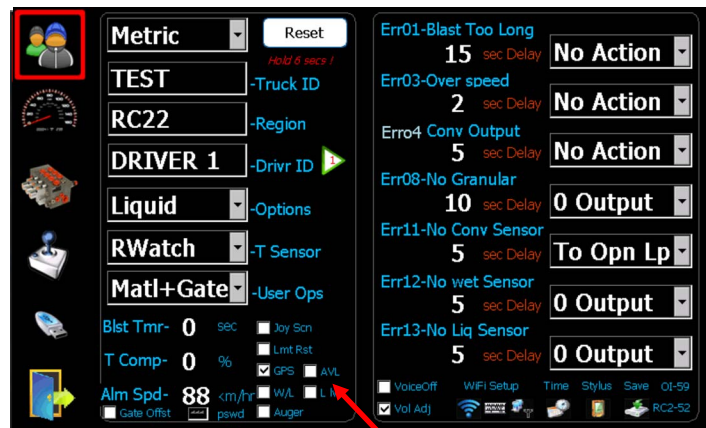 Metric
Reset
Hold 6 secs !
TEST -Truck ID
RC22 -Region
DRIVER 1 -Drivr ID 1
Liquid -Options
RWatch -T Sensor
Matl+Gate -User Ops
Blst Tmr- 0 sec Joy Scn
Lmt Rst
T Comp- 0 % GPS AVL
Alm Spd- 88 <m/hr W/L L
Gate Offst pswd Auger
Err01-Blast Too Long
15 sec Delay No Action
Err03-Over speed
2 sec Delay No Action
Erro4 Conv Output
5 sec Delay No Action
Err08-No Granular
10 sec Delay 0 Output
Err11-No Conv Sensor
5 sec Delay To Opn Lp
Err12-No wet Sensor
5 sec Delay 0 Output
Err13-No Liq Sensor
5 sec Delay 0 Output
VoiceOff WiFi Setup Time Stylus Save OI-59
Vol Adj RC2-52